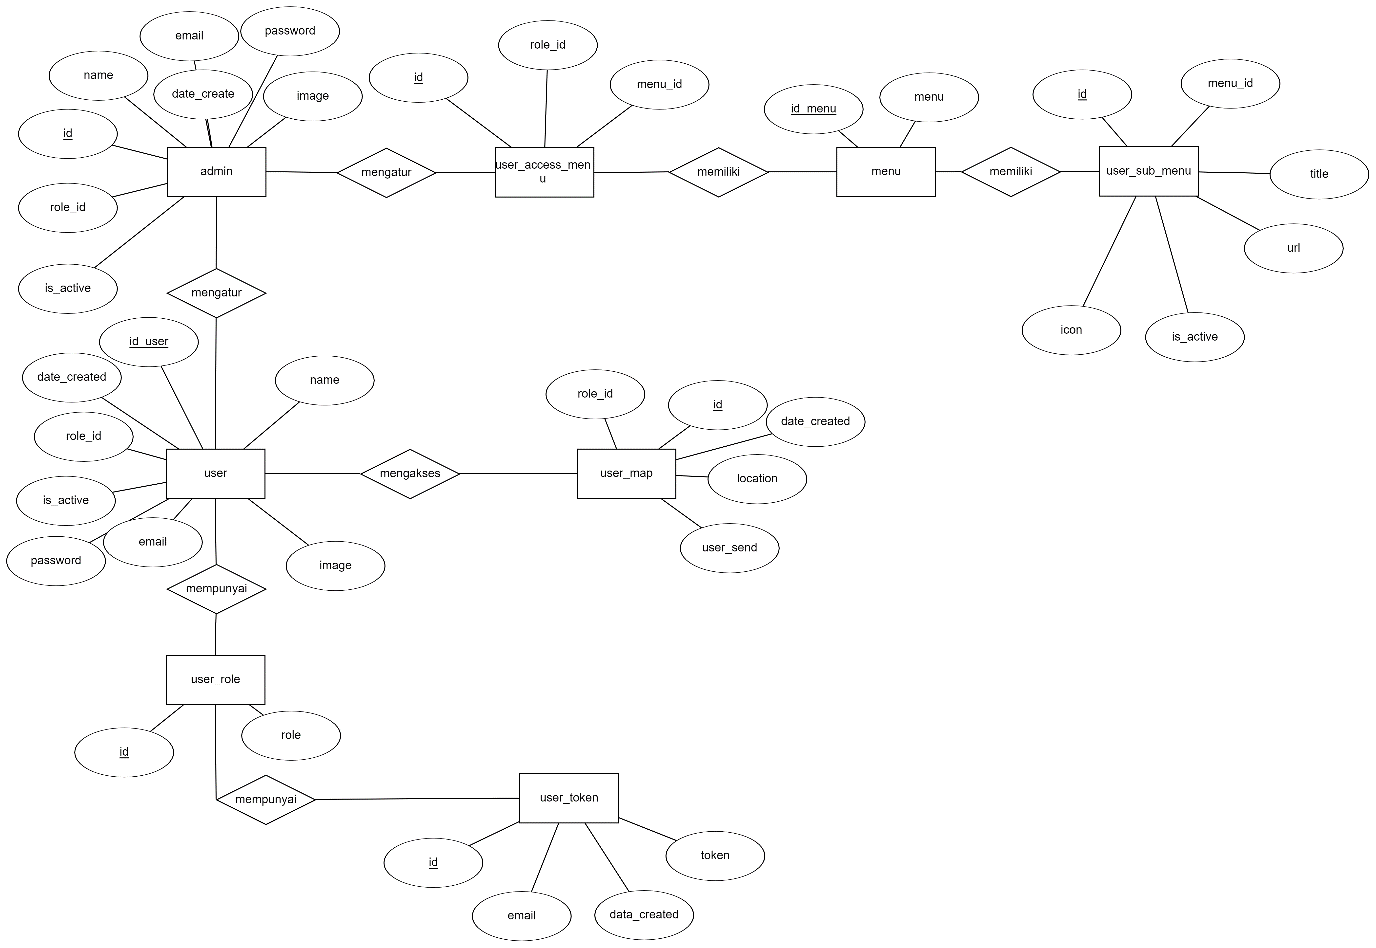 email
password
role_id
name
date_create
image
id
menu_id
id_menu
menu
id
menu_id
id
admin
mengatur
user_access_men
u
memiliki
menu
memiliki
user_sub_menu
title
role_id
url
is_active
mengatur
icon
is_active
id_user
date_created
name
role_id
id
date_created
role_id
user
mengakses
user_map
location
is_active
email
user_send
password
image
mempunyai
user_role
id
role
mempunyai
user_token
id
token
email
data_created